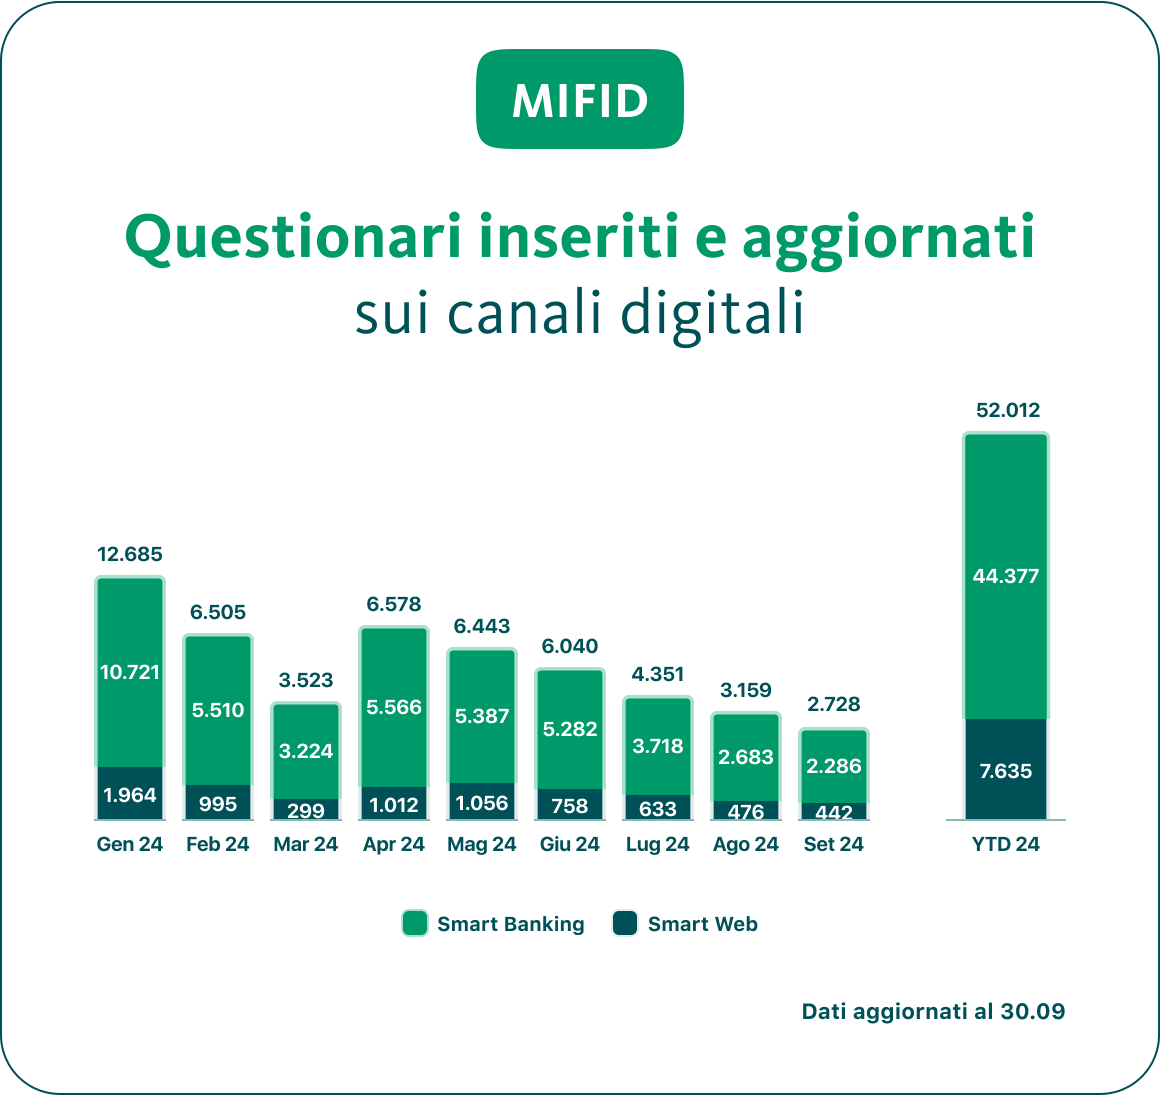 MIFID
Questionari inseriti e aggiornati
sui canali digitali
12.685
10.721
1.964
Gen 24
6.505
5.510
995
Feb 24
3.523
3.224
299
Mar 24
6.578
5.566
1.012
Apr 24
6.443
5.387
1.056
Mag 24
6.040
5.282
758
Giu 24
4.351
3.718
633
Lug 24
3.159
2.683
476
Ago 24
2.728
2.286
442
Set 24
52.012
44.377
7.635
YTD 24
Smart Banking
Smart Web
Dati aggiornati al 30.09